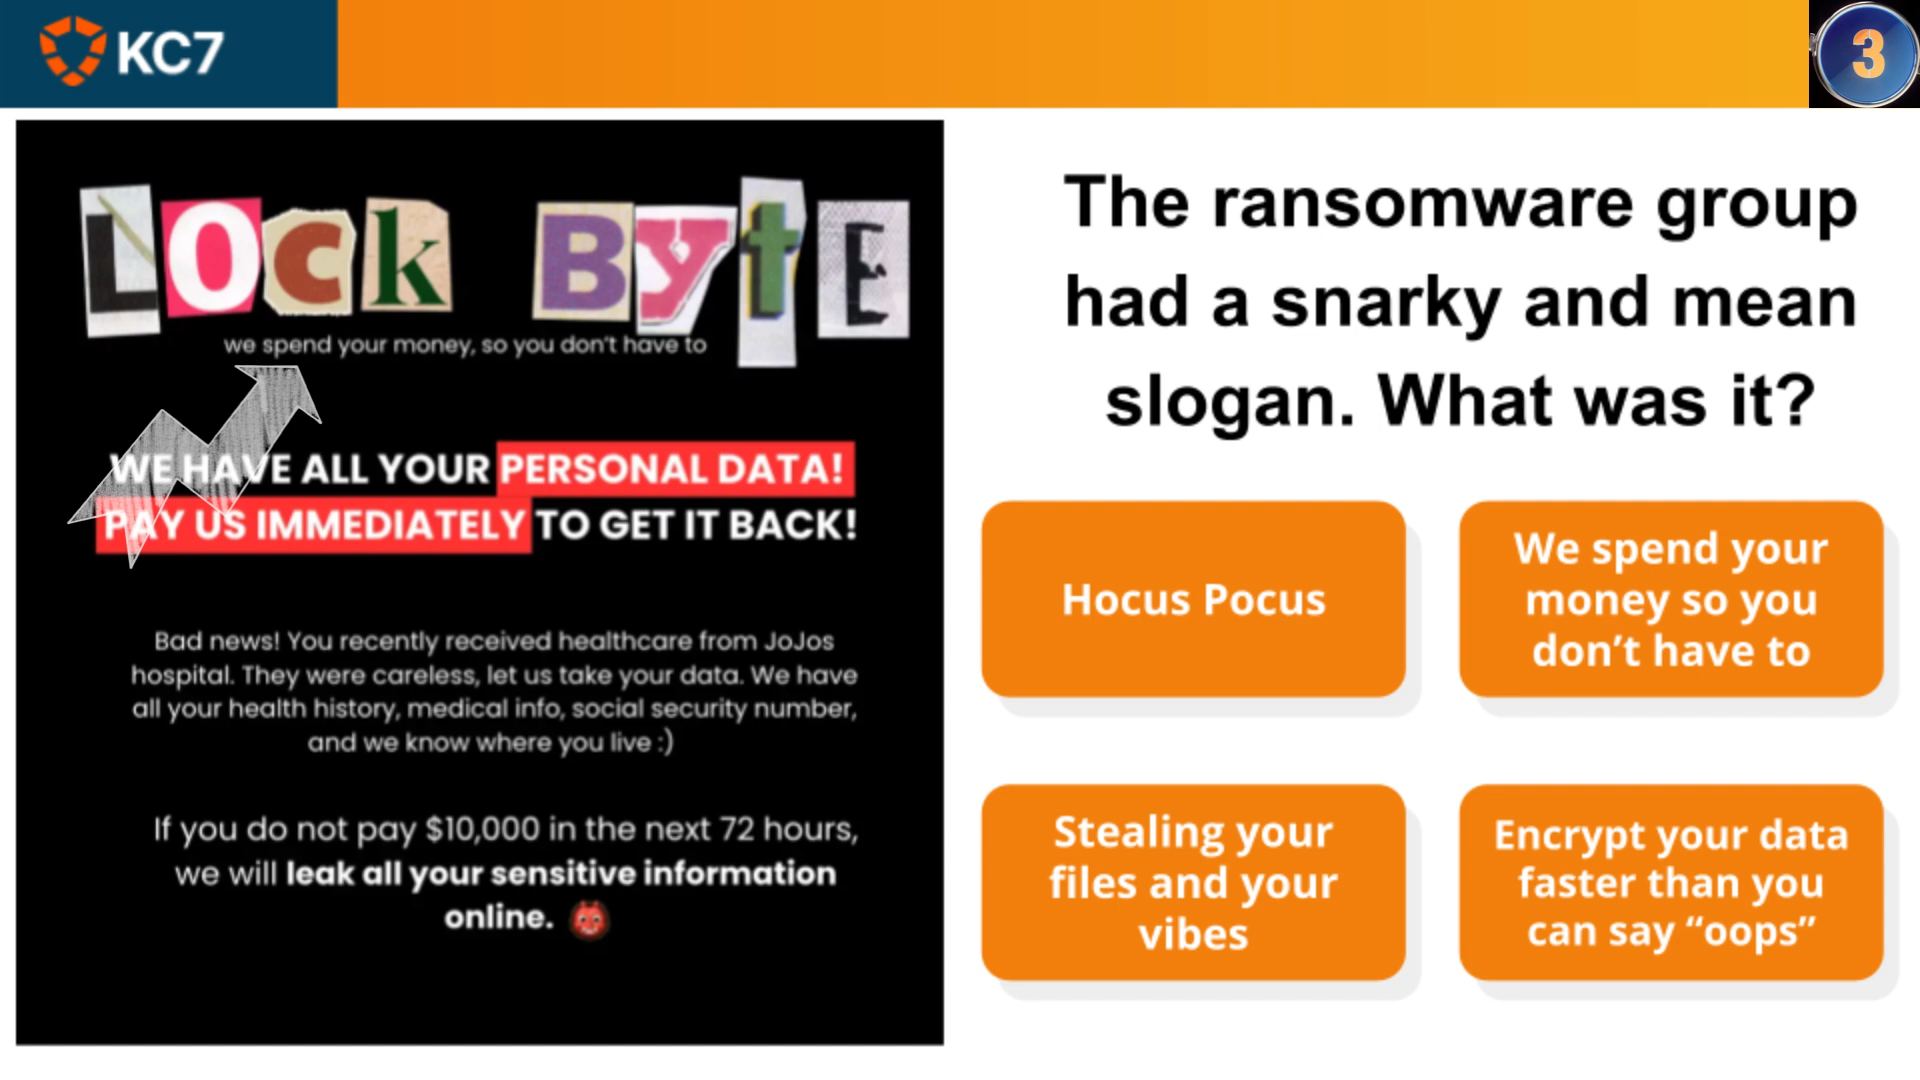 KC7
3
LOck BytE
we spend your money, so you don't have to
WE HAVE ALL YOUR PERSONAL DATA!
PAY US IMMEDIATELY TO GET IT BACK!
Bad news! You recently received healthcare from JoJos
hospital. They were careless, let us take your data. We have
all your health history, medical info, social security number,
and we know where you live :)
If you do not pay $10,000 in the next 72 hours,
we will leak all your sensitive information
online.
The ransomware group
had a snarky and mean
slogan. What was it?
Hocus Pocus
We spend your
money so you
don’t have to
Stealing your
files and your
vibes
Encrypt your data
faster than you
can say “oops”